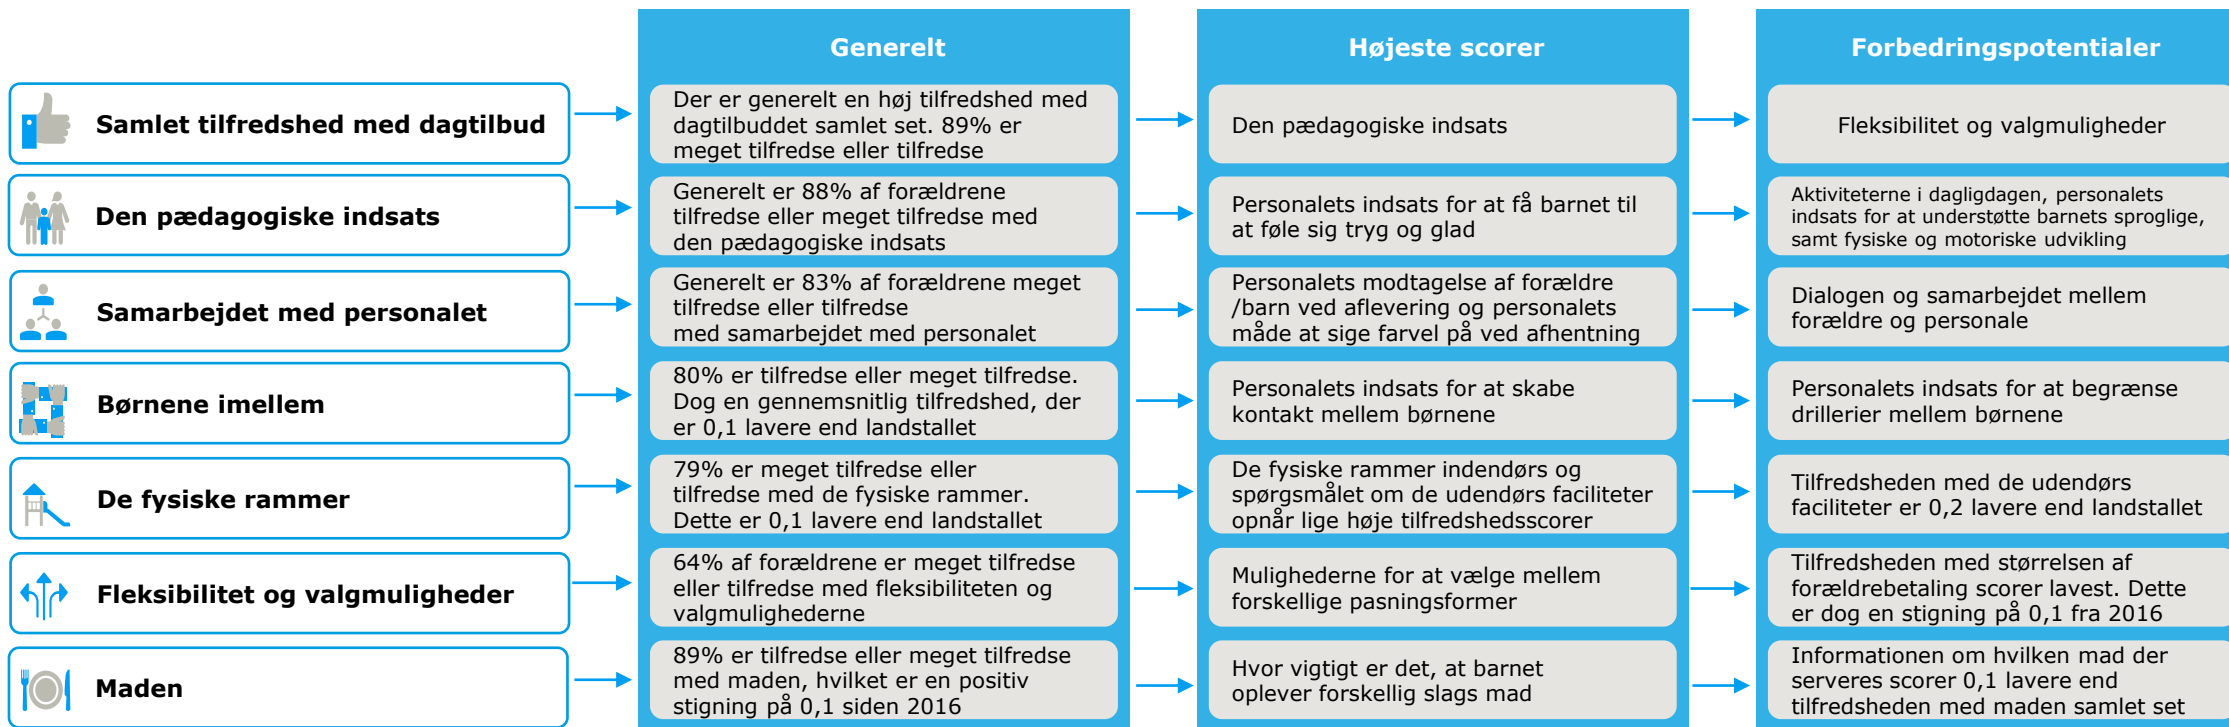 Generelt
Højeste scorer
Forbedringspotentialer
Samlet tilfredshed med dagtilbud
Der er generelt en høj tilfredshed med
dagtilbuddet samlet set. 89% er
meget tilfredse eller tilfredse
Den pædagogiske indsats
Fleksibilitet og valgmuligheder
Den pædagogiske indsats
Generelt er 88% af forældrene
tilfredse eller meget tilfredse med
den pædagogiske indsats
Personalets indsats for at få barnet til
at føle sig tryg og glad
Aktiviteterne i dagligdagen, personalets
indsats for at understøtte barnets sproglige,
samt fysiske og motoriske udvikling
Samarbejdet med personalet
Generelt er 83% af forældrene meget
tilfredse eller tilfredse
med samarbejdet med personalet
Personalets modtagelse af forældre
/barn ved aflevering og personalets
måde at sige farvel på ved afhentning
Dialogen og samarbejdet mellem
forældre og personale
Børnene imellem
80% er tilfredse eller meget tilfredse.
Dog en gennemsnitlig tilfredshed, der
er 0,1 lavere end landstallet
Personalets indsats for at skabe
kontakt mellem børnene
Personalets indsats for at begrænse
drillerier mellem børnene
De fysiske rammer
79% er meget tilfredse eller
tilfredse med de fysiske rammer.
Dette er 0,1 lavere end landstallet
De fysiske rammer indendørs og
spørgsmålet om de udendørs faciliteter
opnår lige høje tilfredshedsscorer
Tilfredsheden med de udendørs
faciliteter er 0,2 lavere end landstallet
Fleksibilitet og valgmuligheder
64% af forældrene er meget tilfredse
eller tilfredse med fleksibiliteten og
valgmulighederne
Mulighederne for at vælge mellem
forskellige pasningsformer
Tilfredsheden med størrelsen af
forældrebetaling scorer lavest. Dette
er dog en stigning på 0,1 fra 2016
Maden
89% er tilfredse eller meget tilfredse
med maden, hvilket er en positiv
stigning på 0,1 siden 2016
Hvor vigtigt er det, at barnet
oplever forskellig slags mad
Informationen om hvilken mad der
serveres scorer 0,1 lavere end
tilfredsheden med maden samlet set